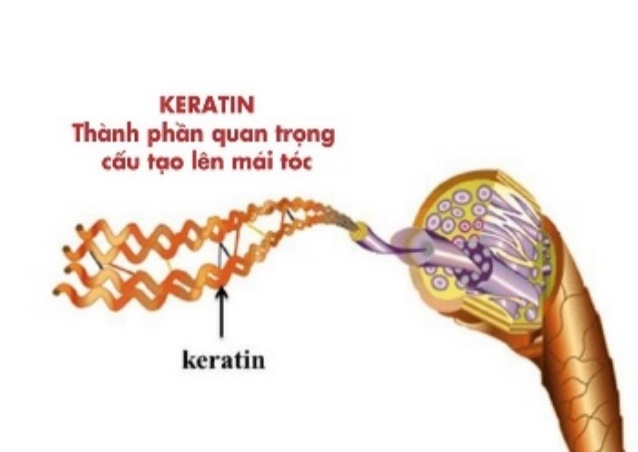 KERATIN
Thành phần quan trọng
cấu tạo lên mái tóc
keratin